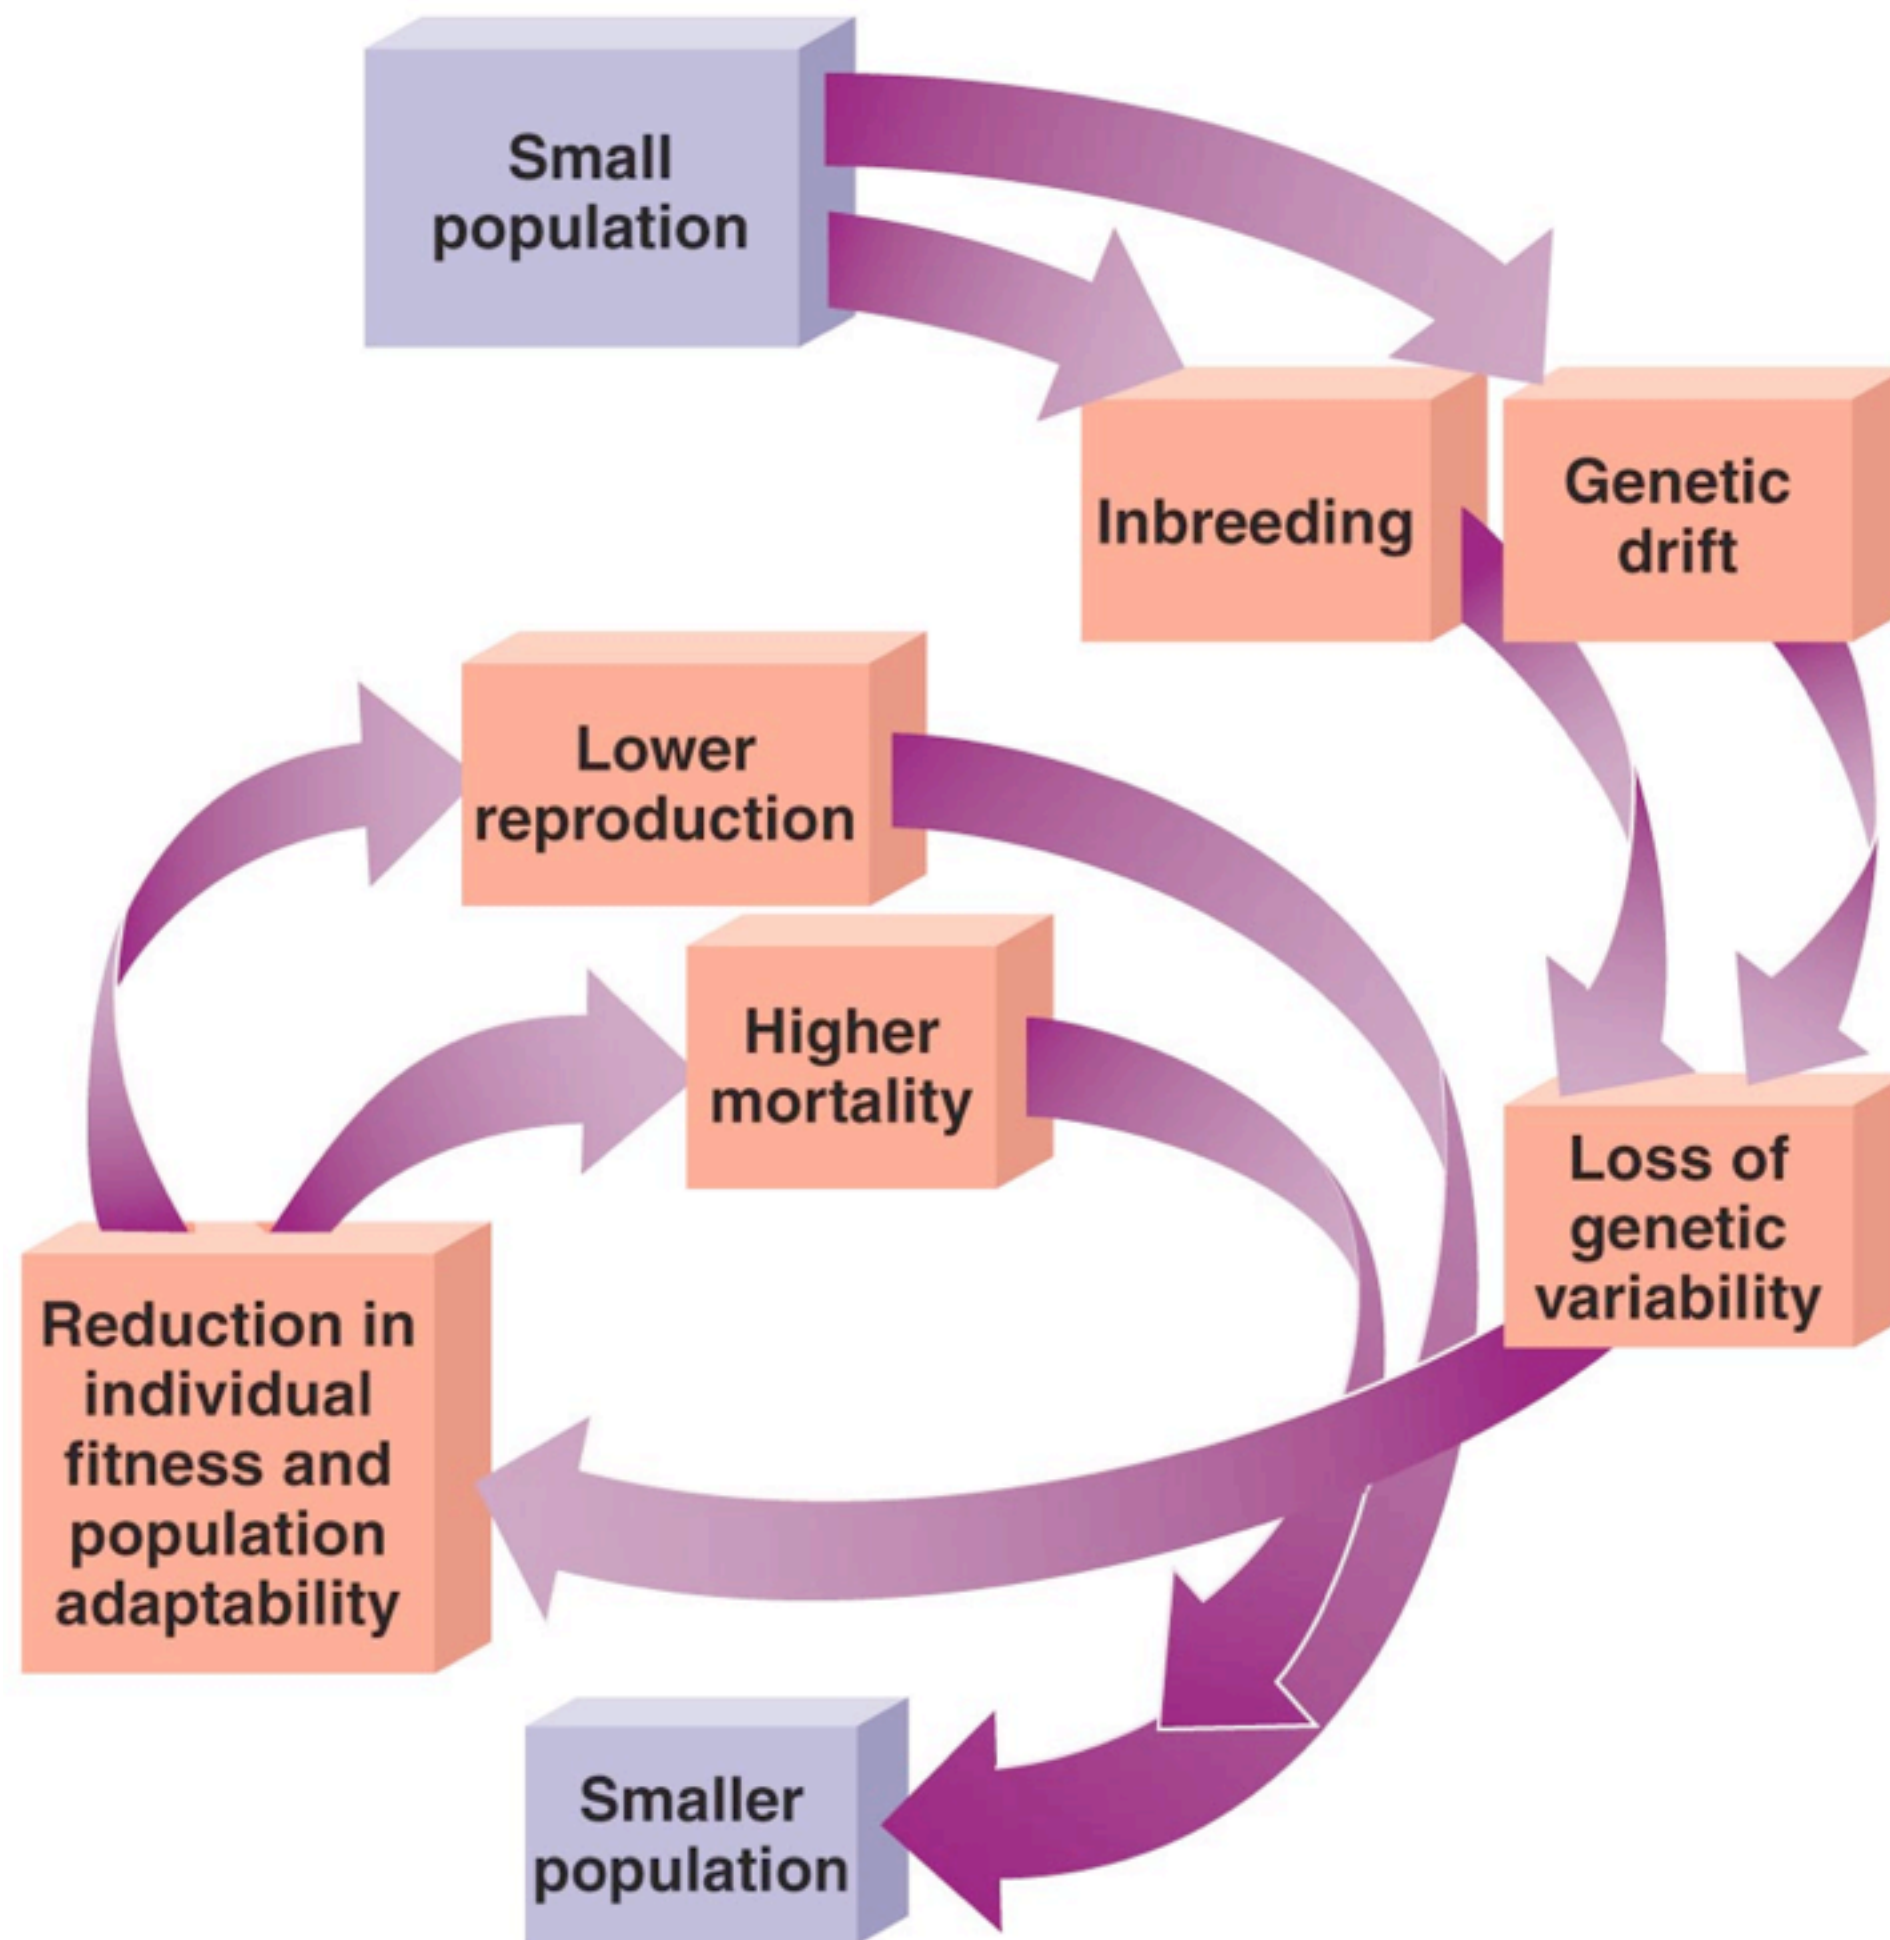 Small
population
Inbreeding
Genetic
drift
Lower
reproduction
Higher
mortality
Loss of
genetic
variability
Reduction in
individual
fitness and
population
adaptability
Smaller
population